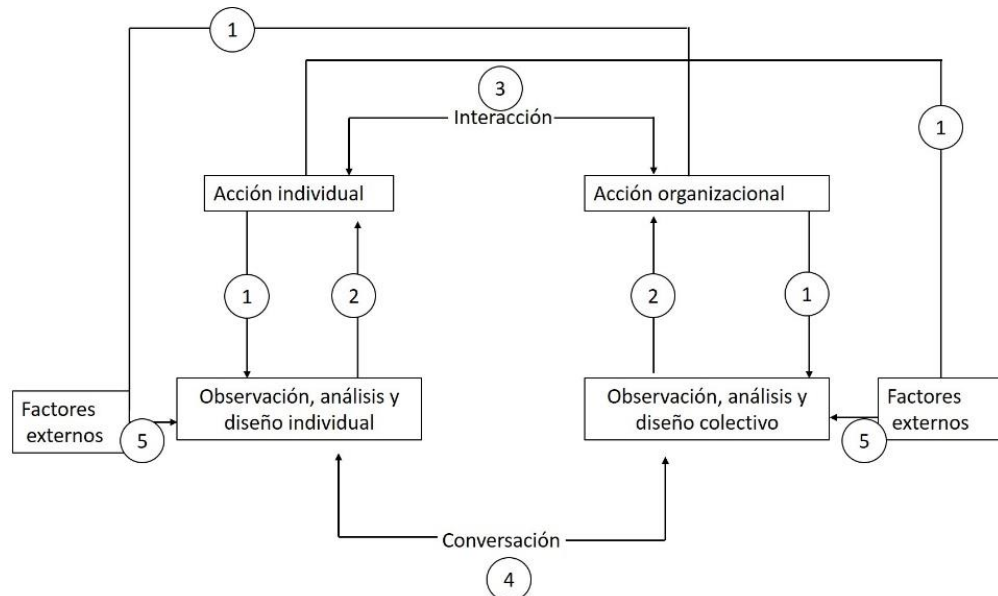 1
3
Interacción
1
Acción individual
Acción organizacional
1
2
2
1
Observación, análisis y
diseño individual
Observación, análisis y
diseño colectivo
Factores
externos
Factores
externos
5
5
Conversación
4